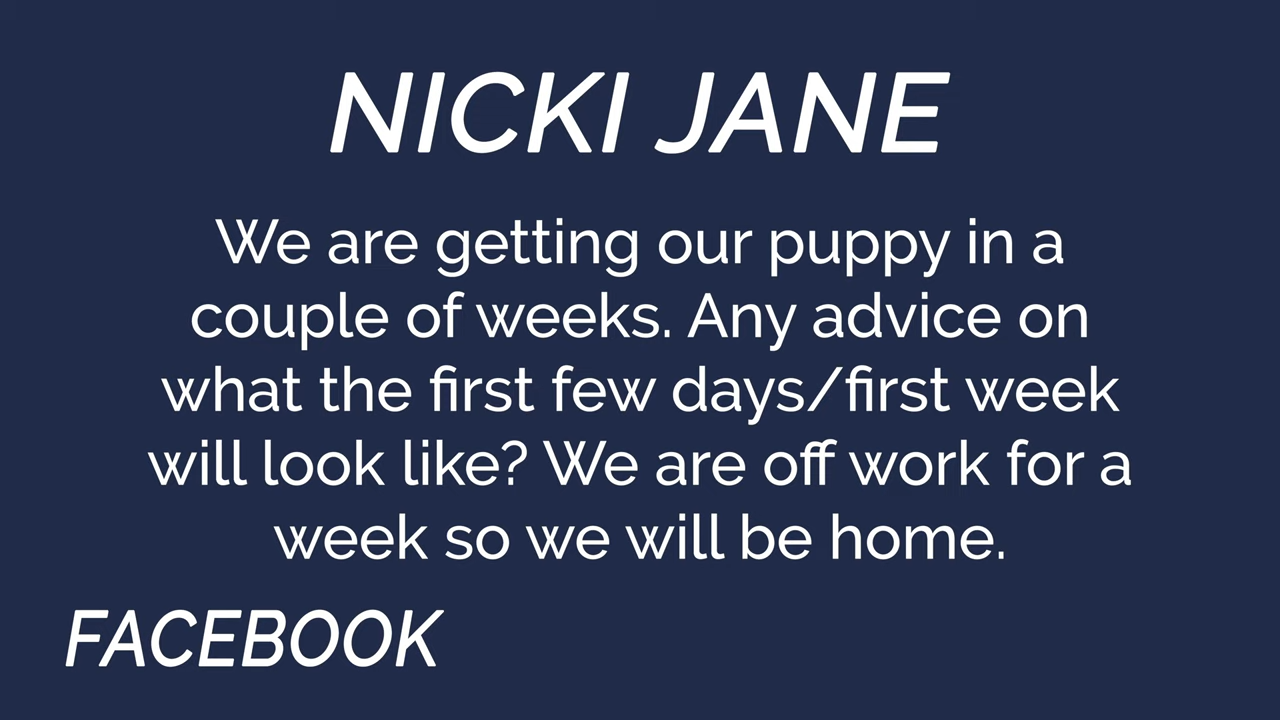 NICKI JANE
We are getting our puppy in a
couple of weeks. Any advice on
what the first few days/first week
will look like? We are off work for a
week so we will be home.
FACEBOOK